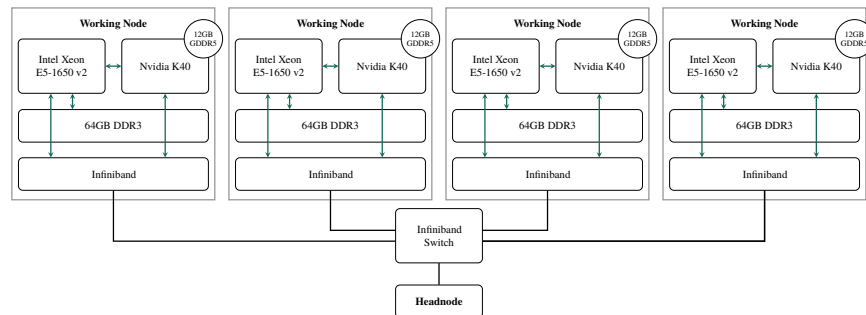 Working Node
12GB
GDDR5
Intel Xeon
E5-1650 v2
Nvidia K40
64GB DDR3
Infiniband
Working Node
12GB
GDDR5
Intel Xeon
E5-1650 v2
Nvidia K40
64GB DDR3
Infiniband
Working Node
12GB
GDDR5
Intel Xeon
E5-1650 v2
Nvidia K40
64GB DDR3
Infiniband
Working Node
12GB
GDDR5
Intel Xeon
E5-1650 v2
Nvidia K40
64GB DDR3
Infiniband
Infiniband
Switch
Headnode